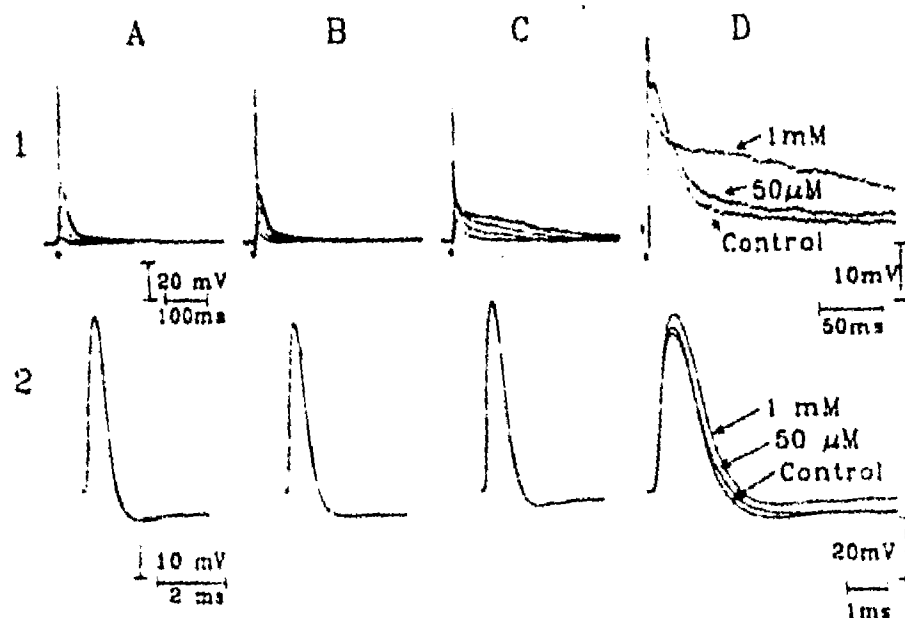 A B C D
1
1mM
50µM
Control
20 mV
100ms
10mV
50ms
2
1 mM
50 µM
Control
10 mV
2 ms
20mV
1ms